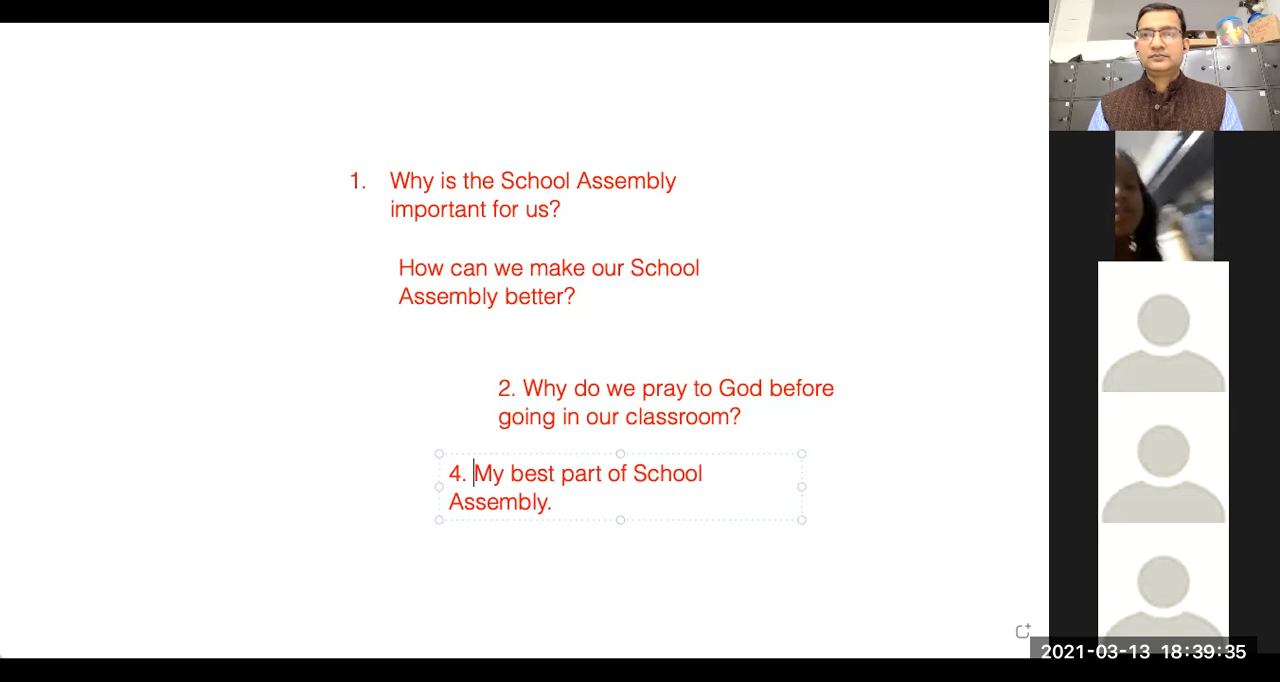 1. Why is the School Assembly
important for us?
How can we make our School
Assembly better?
2. Why do we pray to God before
going in our classroom?
4. My best part of School
Assembly.
2021-03-13 18:39:35